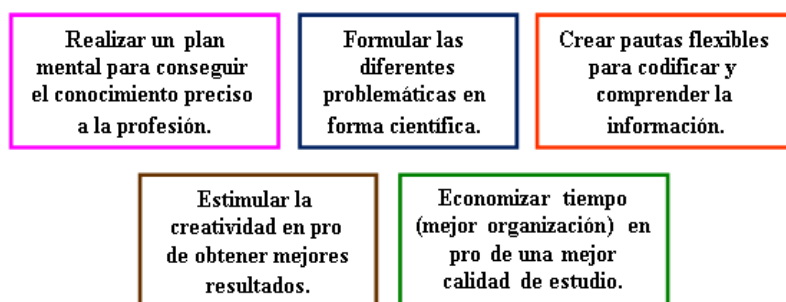 Realizar un plan
mental para conseguir
el conocimiento preciso
a la profesión.
Formular las
diferentes
problemáticas en
forma científica.
Crear pautas flexibles
para codificar y
comprender la
información.
Estimular la
creatividad en pro
de obtener mejores
resultados.
Economizar tiempo
(mejor organización) en
pro de una mejor
calidad de estudio.